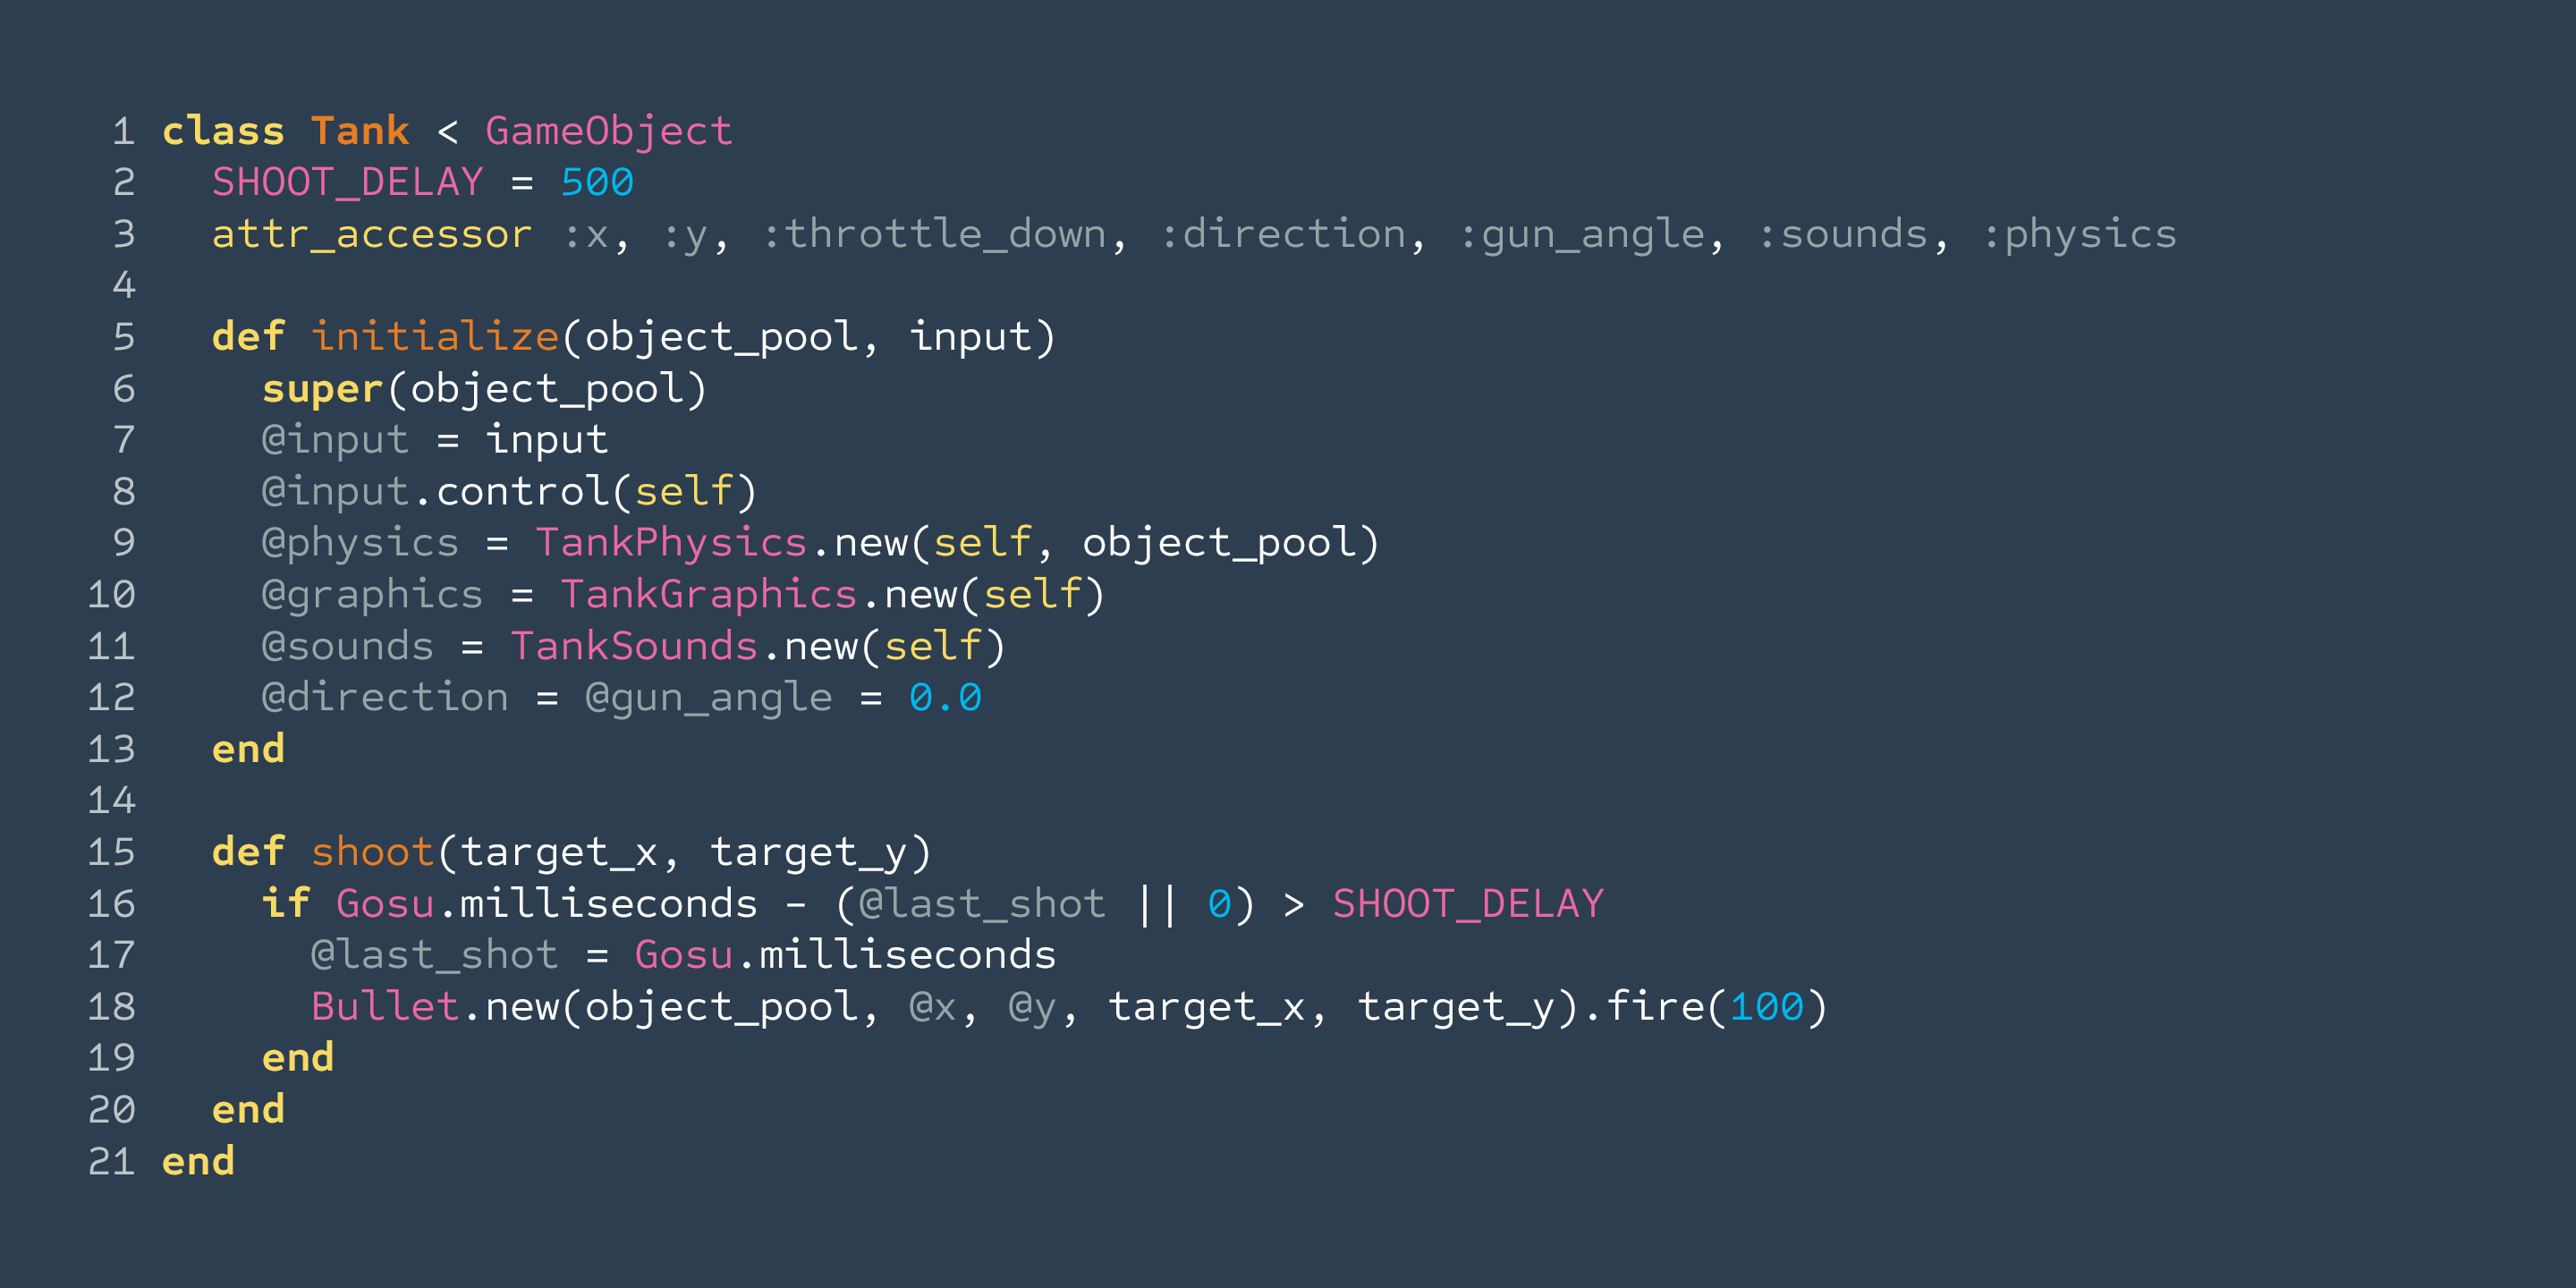 1 class Tank < GameObject
2   SHOOT_DELAY = 500
3   attr_accessor :x, :y, :throttle_down, :direction, :gun_angle, :sounds, :physics
4
5   def initialize(object_pool, input)
6     super(object_pool)
7     @input = input
8     @input.control(self)
9     @physics = TankPhysics.new(self, object_pool)
10     @graphics = TankGraphics.new(self)
11     @sounds = TankSounds.new(self)
12     @direction = @gun_angle = 0.0
13   end
14
15   def shoot(target_x, target_y)
16     if Gosu.milliseconds - (@last_shot || 0) > SHOOT_DELAY
17       @last_shot = Gosu.milliseconds
18       Bullet.new(object_pool, @x, @y, target_x, target_y).fire(100)
19     end
20   end
21 end